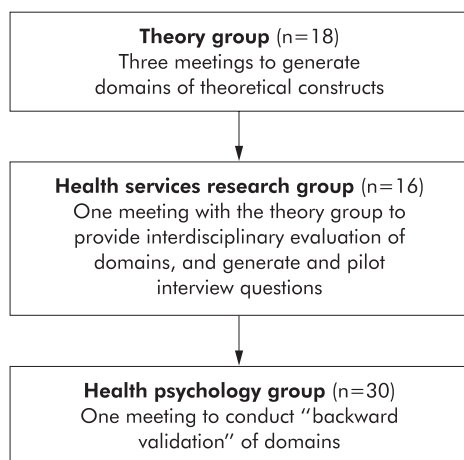 Theory group (n=18)
Three meetings to generate
domains of theoretical constructs
Health services research group (n=16)
One meeting with the theory group to
provide interdisciplinary evaluation of
domains, and generate and pilot
interview questions
Health psychology group (n=30)
One meeting to conduct “backward
validation” of domains